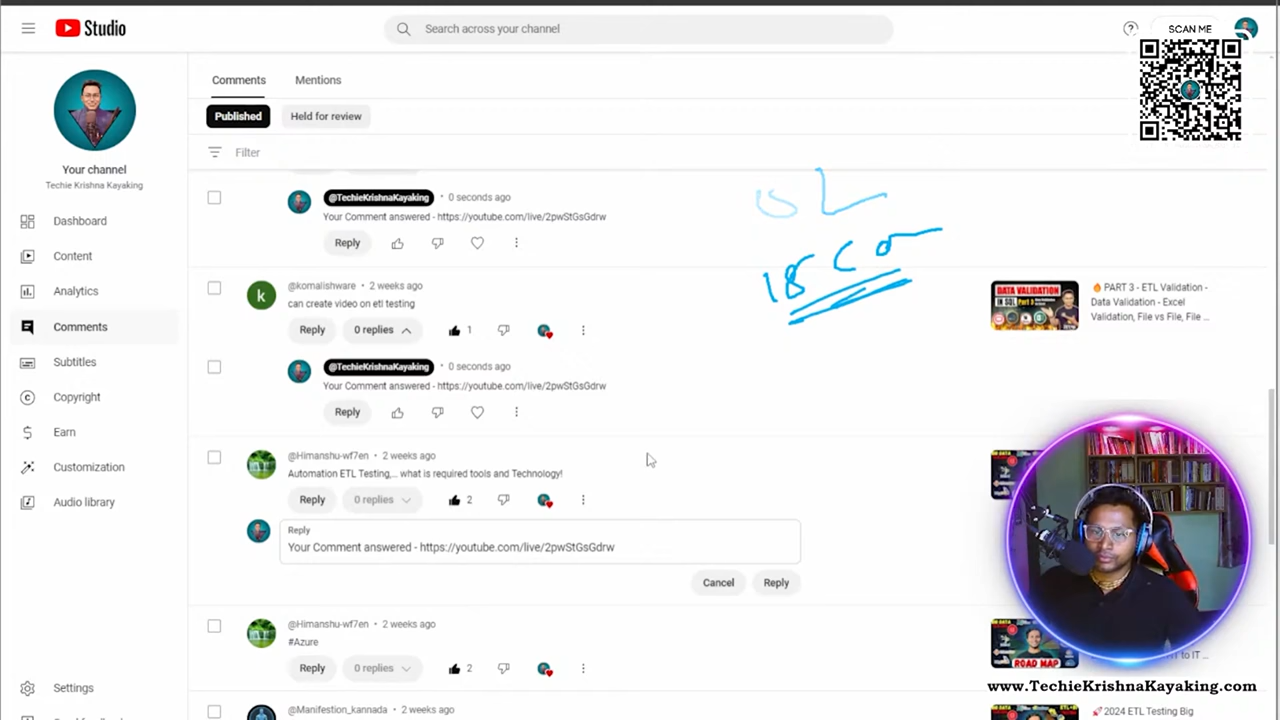 Studio
Search across your channel
SCAN ME
Your channel
Techie Krishna Kayaking
Dashboard
Content
Analytics
Comments
Subtitles
Copyright
Earn
Customization
Audio library
Settings
Comments
Mentions
Published
Held for review
Filter
@TechieKrishnaKayaking • 0 seconds ago
Your Comment answered - https://youtube.com/live/2pwStGsGdrw
Reply
18 Com
@komalishware • 2 weeks ago
can create video on etl testing
Reply 0 replies 1
DATA VALIDATION
IN SQL Part 3
🔥 PART 3 - ETL Validation -
Data Validation - Excel
Validation, File vs File, File ...
@TechieKrishnaKayaking • 0 seconds ago
Your Comment answered - https://youtube.com/live/2pwStGsGdrw
Reply
@Himanshu-wf7en • 2 weeks ago
Automation ETL Testing,... what is required tools and Technology!
Reply 0 replies 2
Reply
Your Comment answered - https://youtube.com/live/2pwStGsGdrw
Cancel Reply
@Himanshu-wf7en • 2 weeks ago
#Azure
Reply 0 replies 2
ROAD MAP
to IT ...
www.TechieKrishnaKayaking.com
@Manifestion_kannada • 2 weeks ago
🚀2024 ETL Testing Big